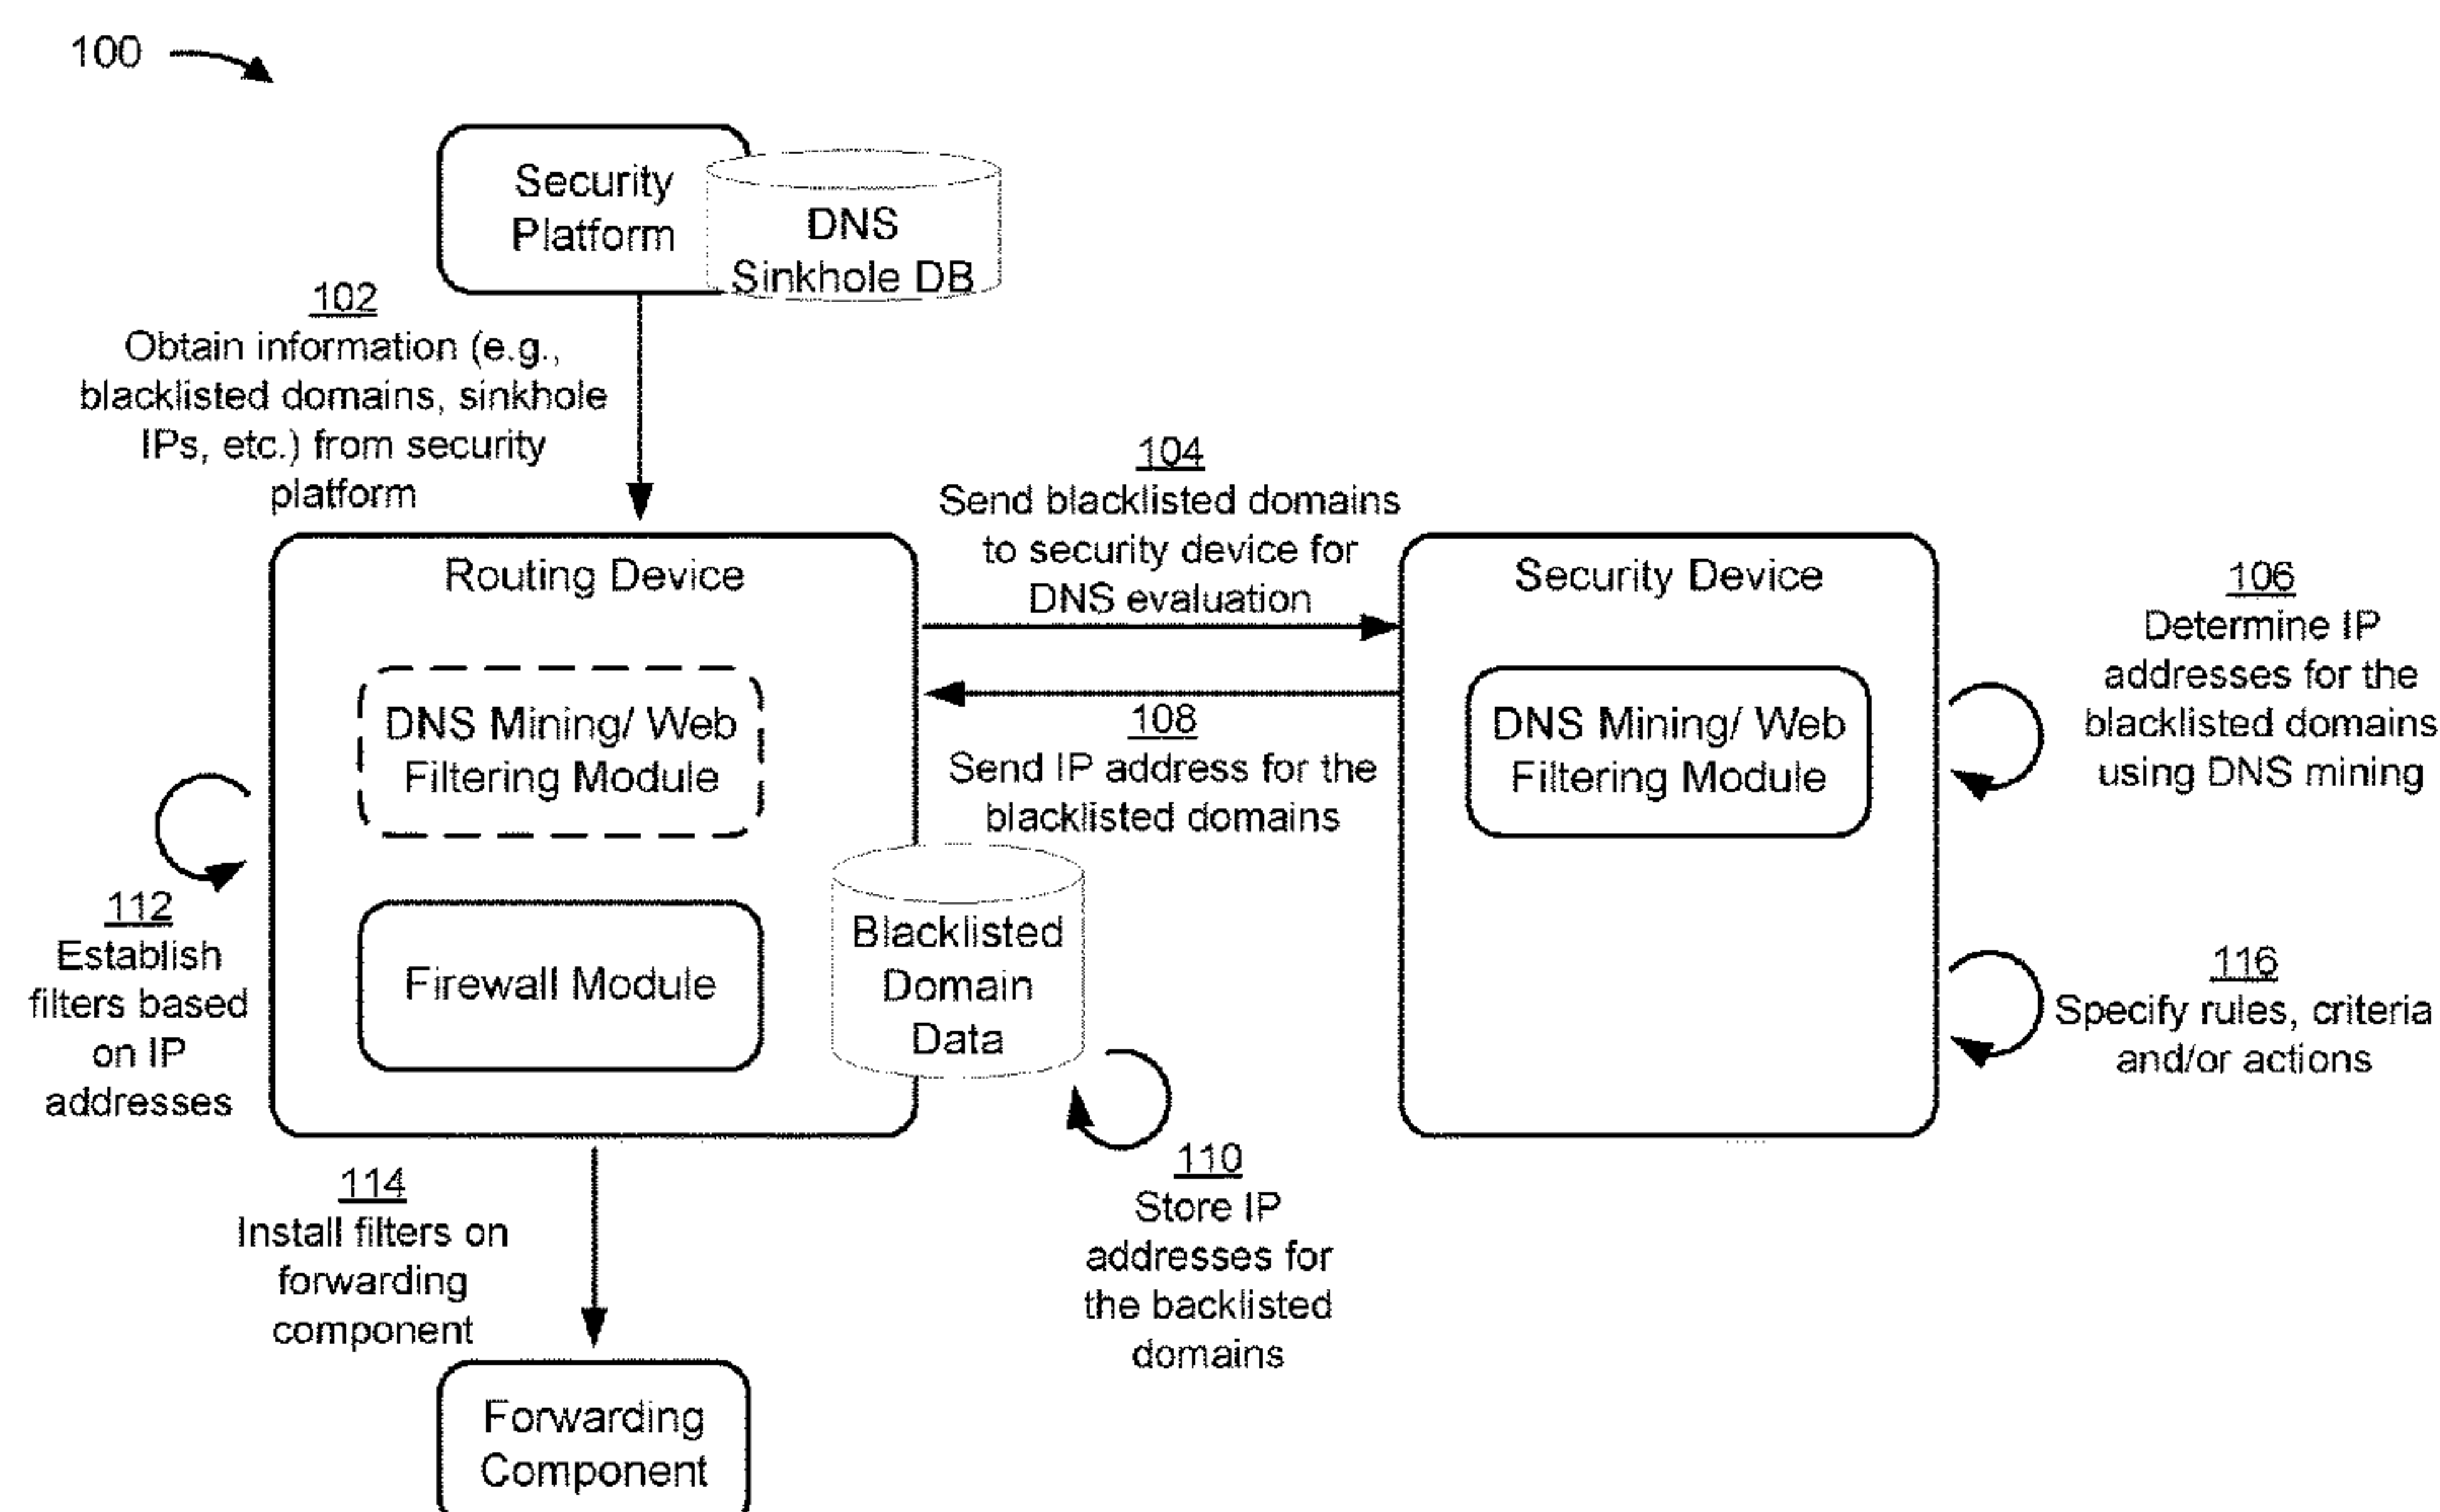 100
Security
Platform
DNS
Sinkhole DB
102
Obtain information (e.g.,
blacklisted domains, sinkhole
IPs, etc.) from security
platform
104
Send blacklisted domains
to security device for
DNS evaluation
Routing Device
Security Device
106
Determine IP
addresses for the
blacklisted domains
using DNS mining
DNS Mining/ Web
Filtering Module
108
Send IP address for the
blacklisted domains
DNS Mining/ Web
Filtering Module
112
Establish
filters based
on IP
addresses
Firewall Module
Blacklisted
Domain
Data
116
Specify rules, criteria
and/or actions
110
Store IP
addresses for
the backlisted
domains
114
Install filters on
forwarding
component
Forwarding
Component